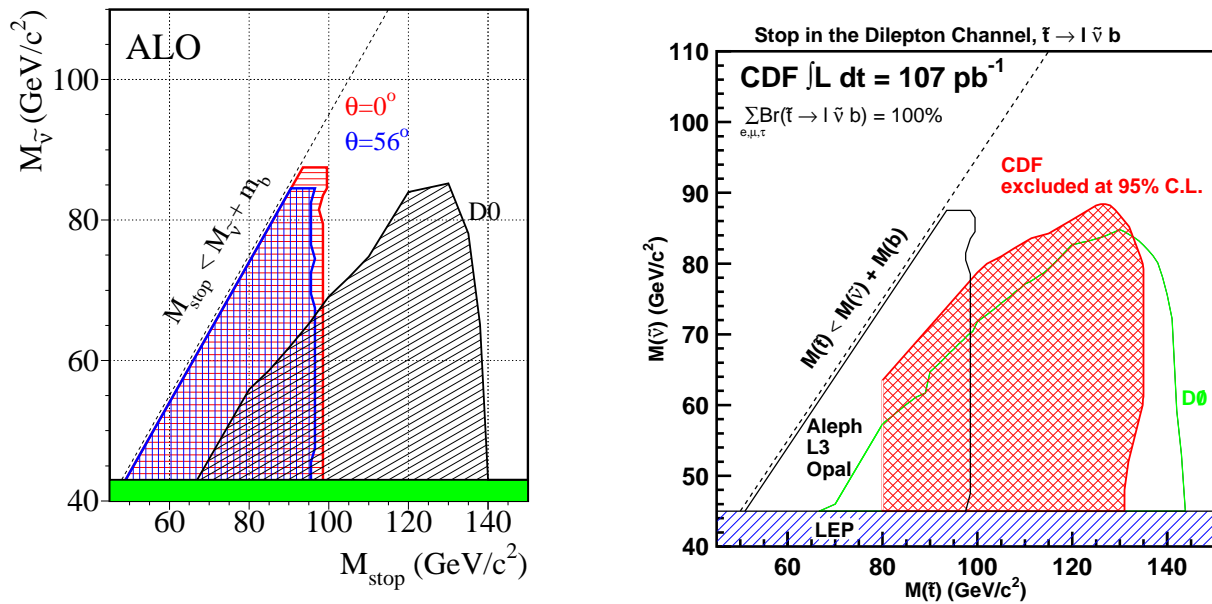 ALO
θ=0°
θ=56°
D0
M_stop < M_ν̃ + m_b
M_ν̃ (GeV/c²)
100
80
60
40
60
80
100
120
140
M_stop (GeV/c²)
Stop in the Dilepton Channel, t̃ → l ν̃ b
CDF ∫L dt = 107 pb⁻¹
∑Br(t̃ → l ν̃ b) = 100%
e,μ,τ
CDF
excluded at 95% C.L.
M(t̃) < M(ν̃) + M(b)
Aleph
L3
Opal
DØ
LEP
M(ν̃) (GeV/c²)
110
100
90
80
70
60
50
40
60
80
100
120
140
M(t̃) (GeV/c²)